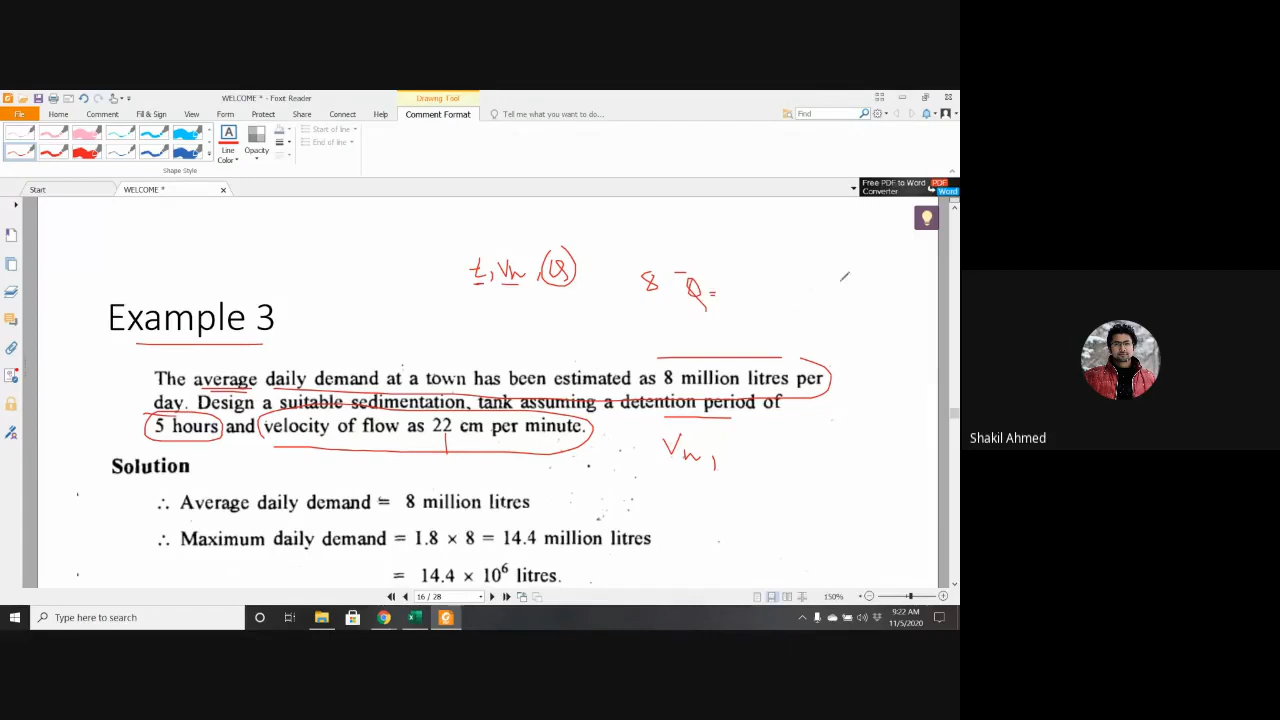 WELCOME * - Foxit Reader
Drawing Tool
File Home Comment Fill & Sign View Form Protect Share Connect Help Comment Format Tell me what you want to do... Find
Line Color
Opacity
Start of line
End of line
Shape Style
Start
WELCOME *
Free PDF to Word Converter
PDF
Word
t, Vh, Q
8 Q =
Example 3
The average daily demand at a town has been estimated as 8 million litres per
day. Design a suitable sedimentation, tank assuming a detention period of
5 hours and velocity of flow as 22 cm per minute.
Vh,
Solution
∴ Average daily demand = 8 million litres
∴ Maximum daily demand = 1.8 × 8 = 14.4 million litres
= 14.4 × 10⁶ litres.
16 / 28
150%
Type here to search
9:22 AM
11/5/2020
Shakil Ahmed